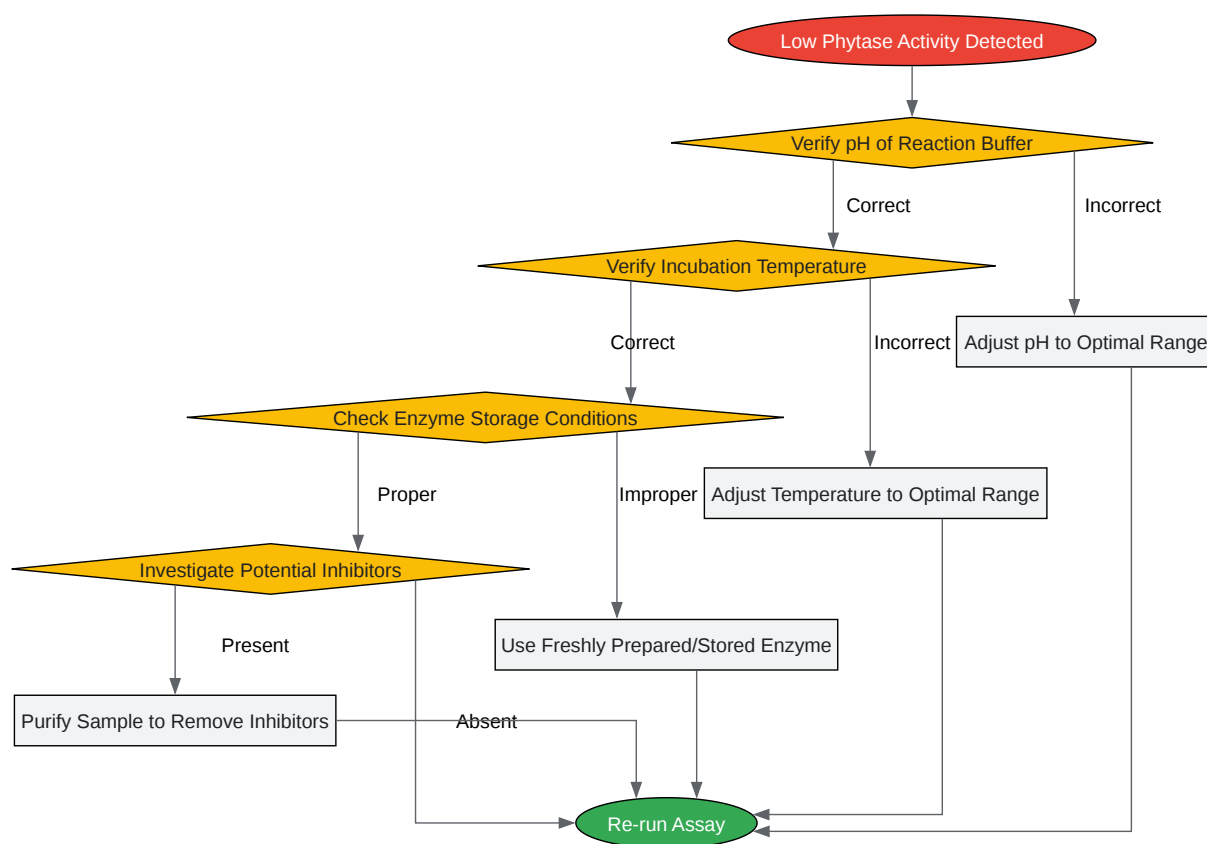 Low Phytase Activity Detected
Verify pH of Reaction Buffer
Correct
Incorrect
Verify Incubation Temperature
Correct
Incorrect
Adjust pH to Optimal Range
Check Enzyme Storage Conditions
Proper
Improper
Adjust Temperature to Optimal Range
Investigate Potential Inhibitors
Present
Use Freshly Prepared/Stored Enzyme
Purify Sample to Remove Inhibitors
Absent
Re-run Assay